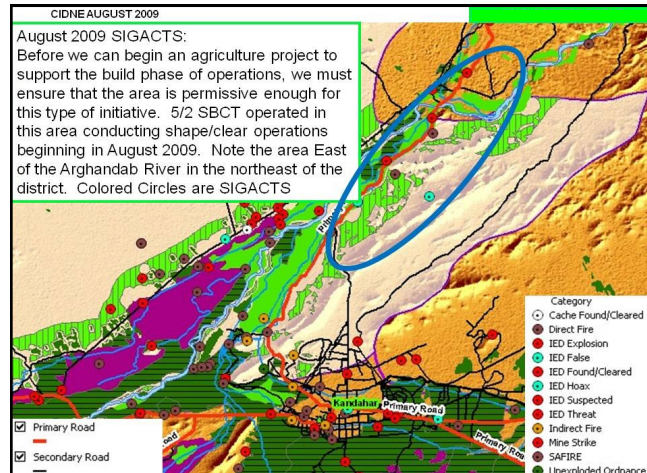 CIDNE AUGUST 2009
August 2009 SIGACTS:
Before we can begin an agriculture project to
support the build phase of operations, we must
ensure that the area is permissive enough for
this type of initiative. 5/2 SBCT operated in
this area conducting shape/clear operations
beginning in August 2009. Note the area East
of the Arghandab River in the northeast of the
district. Colored Circles are SIGACTS
Kandahar
Primary Road
Category
Cache Found/Cleared
Direct Fire
IED Explosion
IED False
IED Found/Cleared
IED Hoax
IED Suspected
IED Threat
Indirect Fire
Mine Strike
SAFIRE
Unexploded Ordnance
Primary Road
Secondary Road
Road